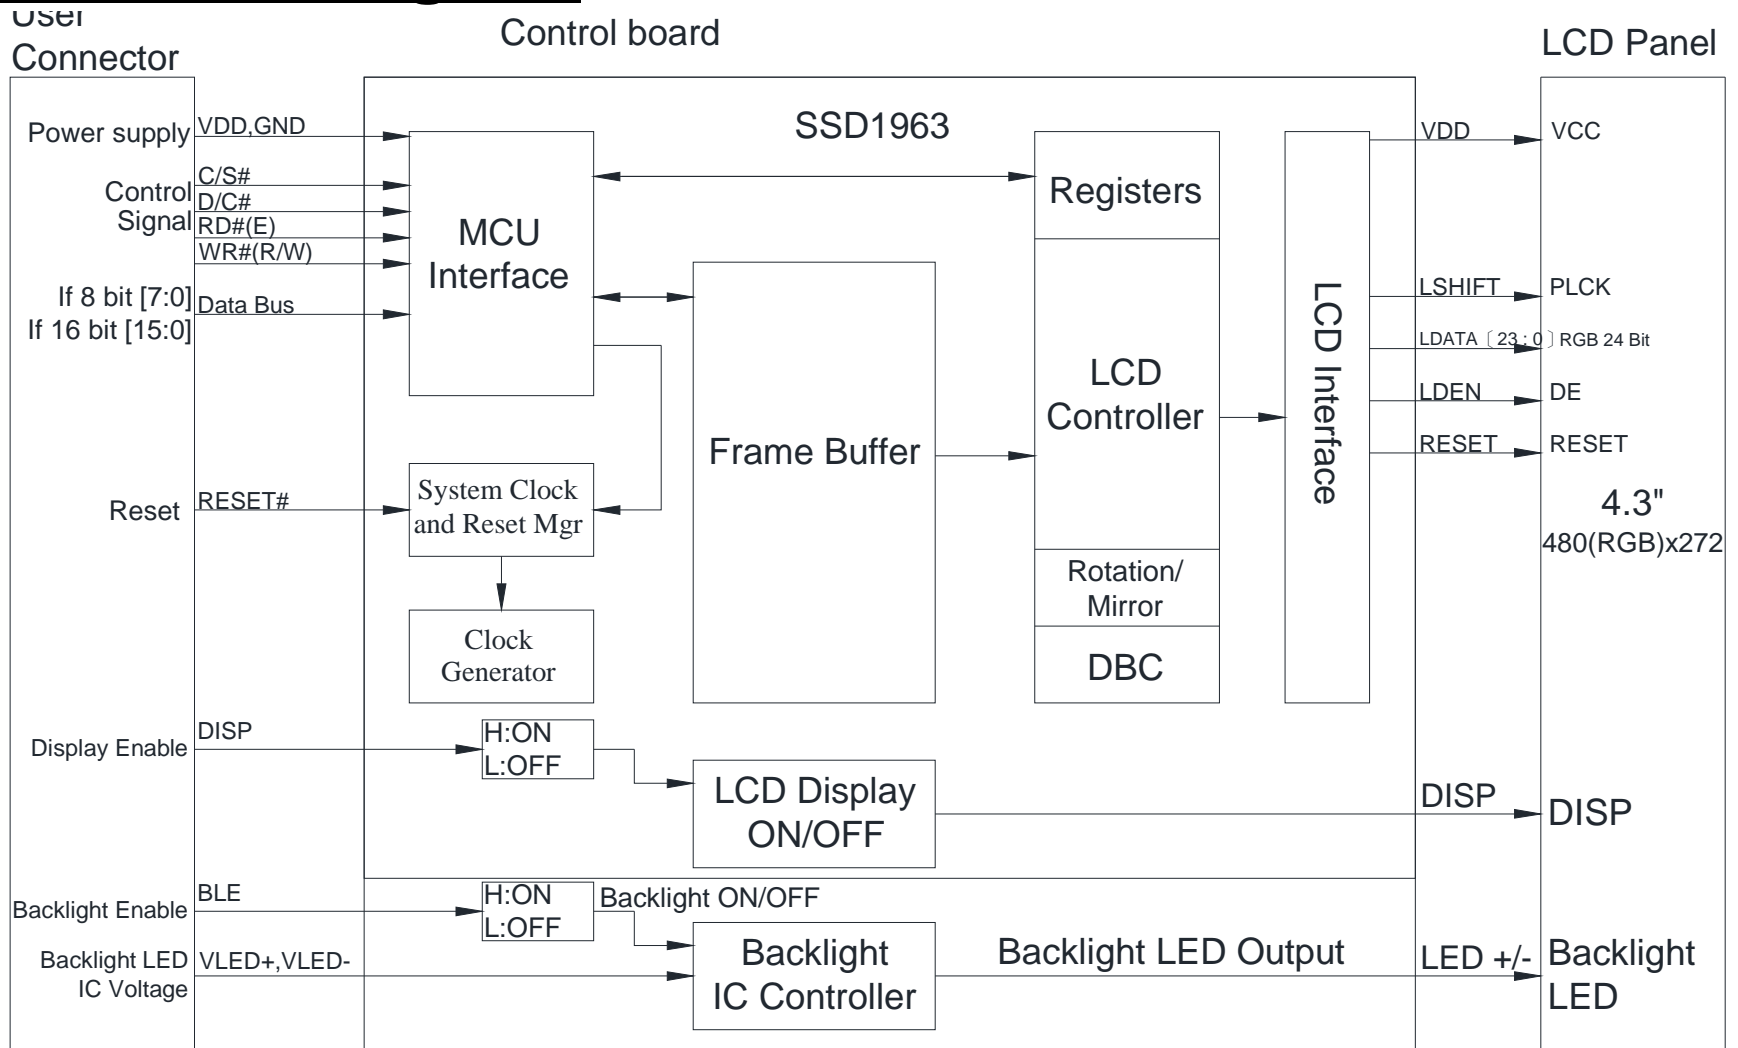 User
Connector
Control board
LCD Panel
Power supply
VDD,GND
Control
Signal
C/S#
D/C#
RD#(E)
WR#(R/W)
If 8 bit [7:0]
If 16 bit [15:0]
Data Bus
Reset
RESET#
Display Enable
DISP
Backlight Enable
BLE
Backlight LED
IC Voltage
VLED+,VLED-
SSD1963
MCU
Interface
System Clock
and Reset Mgr
Clock
Generator
Frame Buffer
Registers
LCD
Controller
Rotation/
Mirror
DBC
LCD Interface
H:ON
L:OFF
LCD Display
ON/OFF
H:ON
L:OFF
Backlight ON/OFF
Backlight
IC Controller
Backlight LED Output
VDD
VCC
LSHIFT
PLCK
LDATA〔23:0〕RGB 24 Bit
LDEN
DE
RESET
RESET
4.3"
480(RGB)x272
DISP
DISP
LED +/-
Backlight
LED